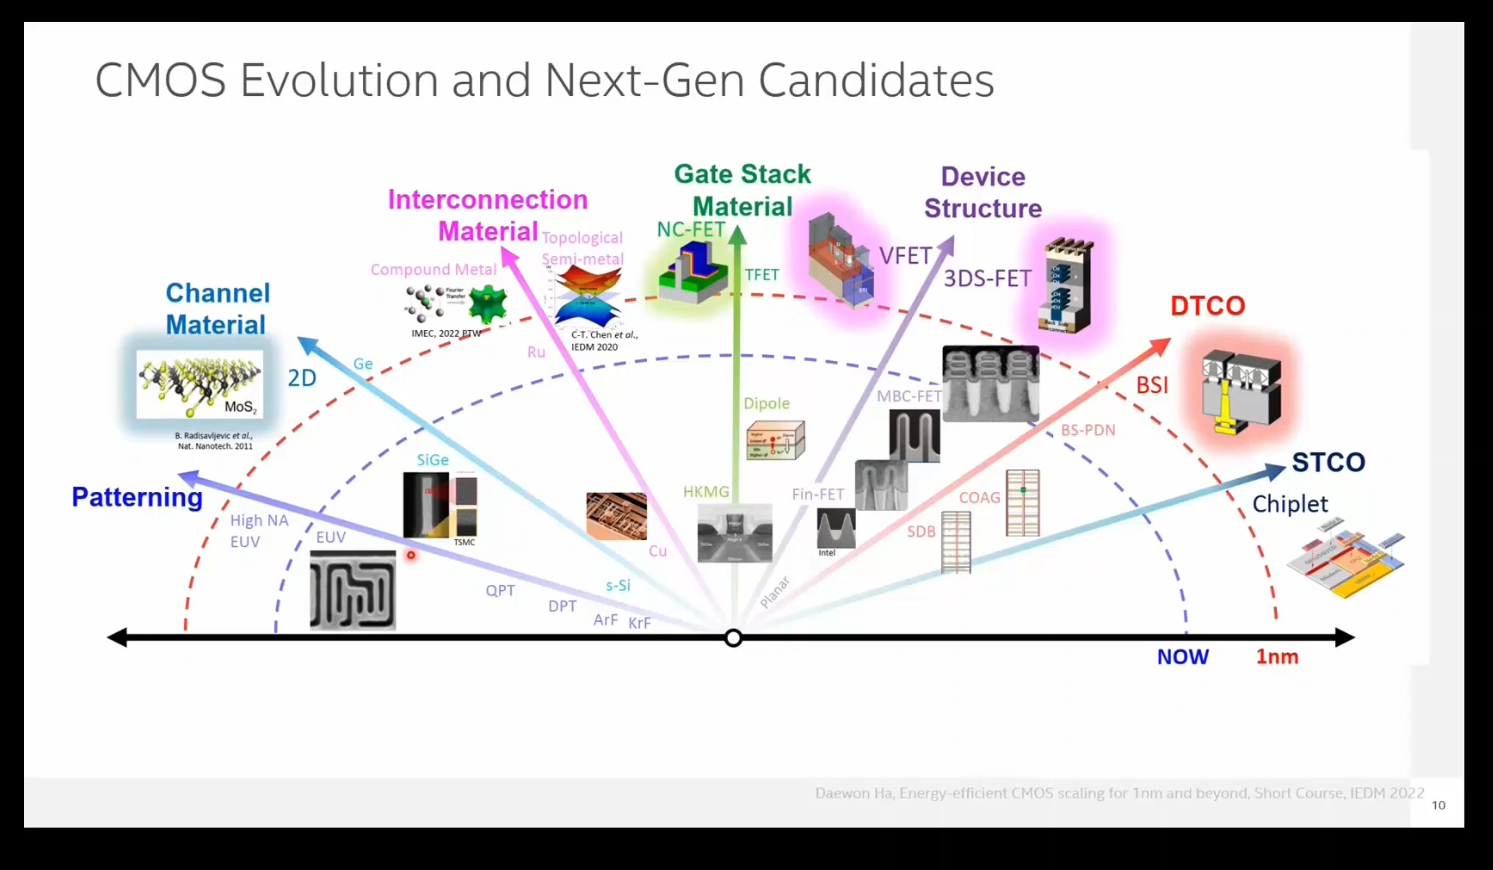 CMOS Evolution and Next-Gen Candidates
Gate Stack
Material
Device
Structure
Interconnection
Material
Topological
Semi-metal
NC-FET
TFET
VFET
3DS-FET
Compound Metal
Fourier
Transfer
IMEC, 2022 PTW
C-T. Chen et al.,
IEDM 2020
Channel
Material
DTCO
2D
Ge
Ru
BSI
MoS2
B. Radisavljevic et al.,
Nat. Nanotech. 2011
Dipole
MBC-FET
BS-PDN
SiGe
TSMC
STCO
Chiplet
Patterning
HKMG
Fin-FET
Intel
COAG
SDB
High NA
EUV
EUV
Cu
QPT
DPT
s-Si
ArF
KrF
Planar
NOW
1nm
Daewon Ha, Energy-efficient CMOS scaling for 1nm and beyond, Short Course, IEDM 2022
10